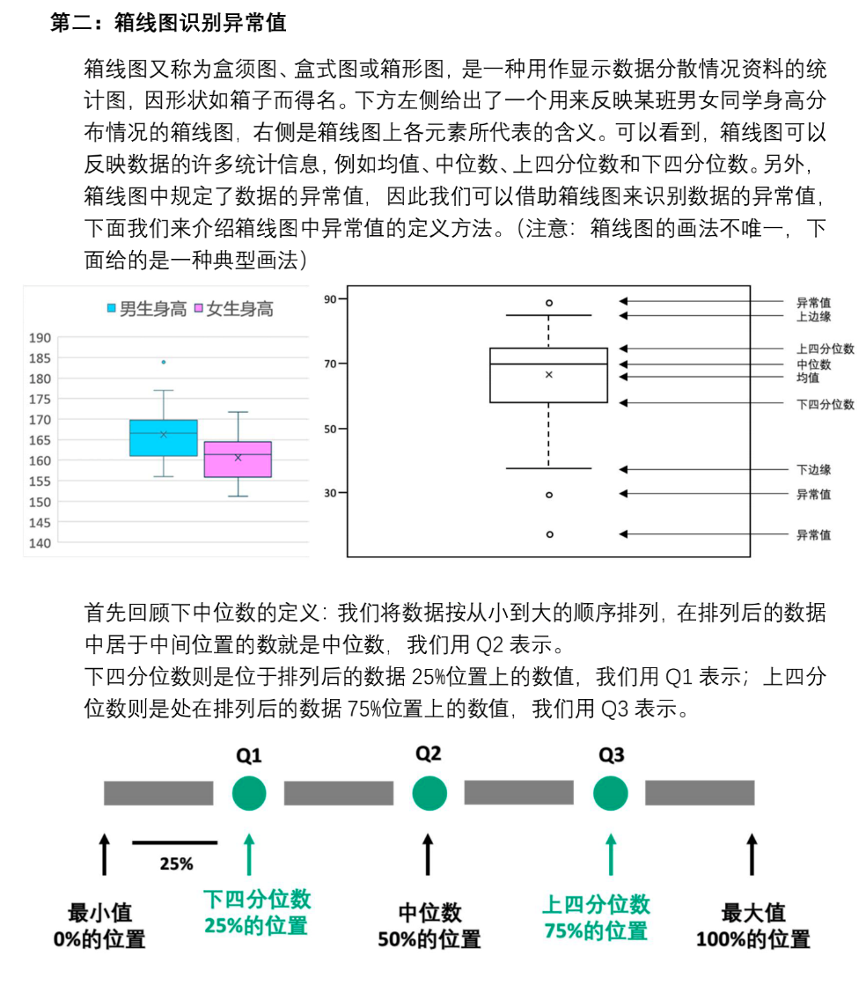 第二：箱线图识别异常值
箱线图又称为盒须图、盒式图或箱形图，是一种用作显示数据分散情况资料的统
计图，因形状如箱子而得名。下方左侧给出了一个用来反映某班男女同学身高分
布情况的箱线图，右侧是箱线图上各元素所代表的含义。可以看到，箱线图可以
反映数据的许多统计信息，例如均值、中位数、上四分位数和下四分位数。另外，
箱线图中规定了数据的异常值，因此我们可以借助箱线图来识别数据的异常值，
下面我们来介绍箱线图中异常值的定义方法。（注意：箱线图的画法不唯一，下
面给的是一种典型画法）
男生身高 女生身高
190
185
180
175
170
165
160
155
150
145
140
90
70
50
30
异常值
上边缘
上四分位数
中位数
均值
下四分位数
下边缘
异常值
异常值
首先回顾下中位数的定义：我们将数据按从小到大的顺序排列，在排列后的数据
中居于中间位置的数就是中位数，我们用 Q2 表示。
下四分位数则是位于排列后的数据 25%位置上的数值，我们用 Q1 表示；上四分
位数则是处在排列后的数据 75%位置上的数值，我们用 Q3 表示。
Q1 Q2 Q3
25%
最小值
0%的位置
下四分位数
25%的位置
中位数
50%的位置
上四分位数
75%的位置
最大值
100%的位置